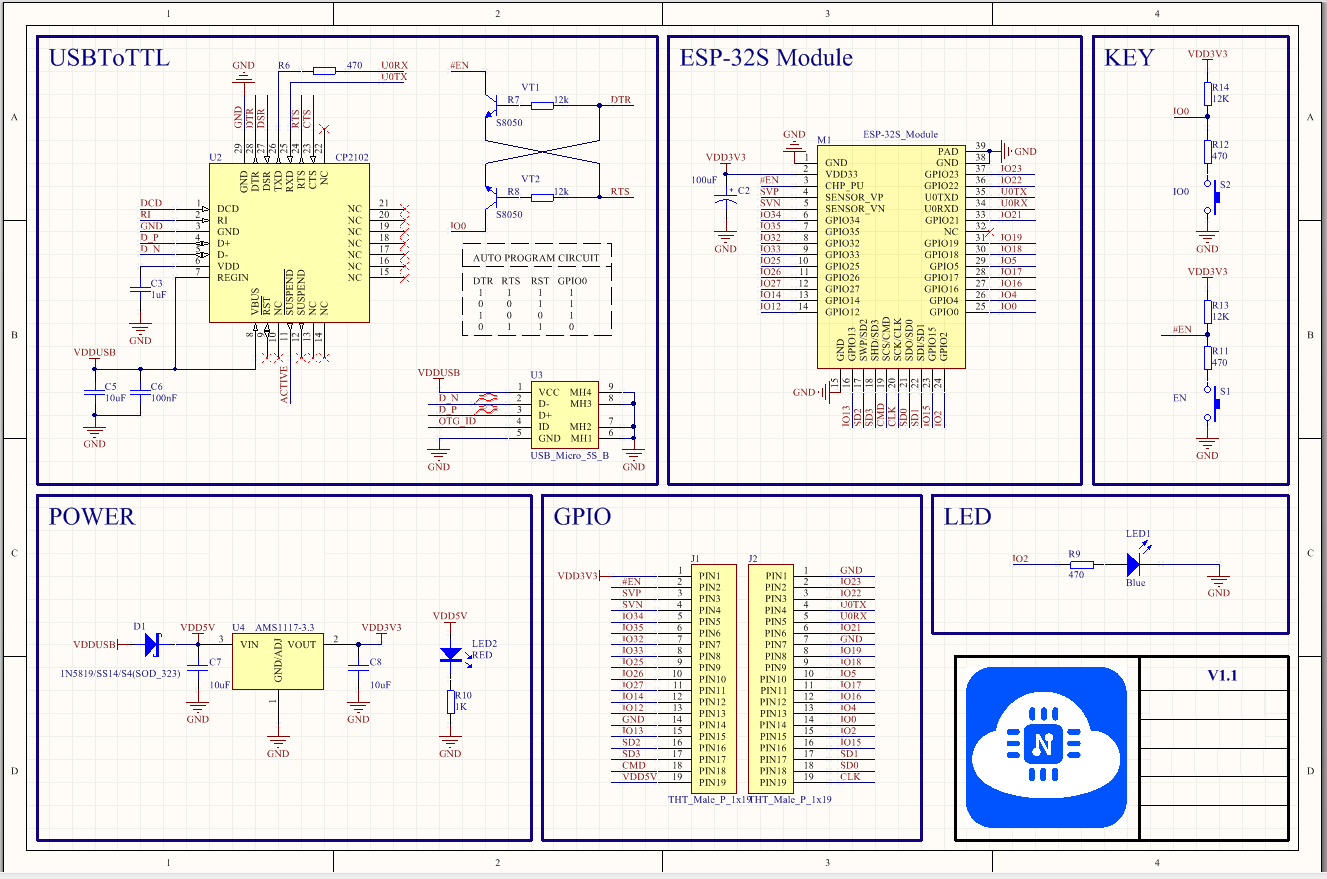 1 2 3 4
A A
B B
C C
D D
1 2 3 4
USBToTTL
GND
R6 470 U0RX
U0TX
GND DTR DSR RTS CTS
29 28 27 26 25 24 23 22
U2 CP2102
GND DTR DSR TXD RXD RTS CTS NC
DCD 1 DCD NC 21
RI 2 RI NC 20
GND 3 GND NC 19
D_P 4 D+ NC 18
D_N 5 D- NC 17
6 VDD NC 16
7 REGIN NC 15
VBUS RST NC SUSPEND SUSPEND NC NC
8 9 10 11 12 13 14
ACTIVE
C3
1uF
GND
VDDUSB
C5
10uF
C6
100nF
GND
#EN
VT1
R7 12k DTR
S8050
VT2
R8 12k RTS
S8050
IO0
AUTO PROGRAM CIRCUIT
DTR RTS RST GPIO0
1 1 1 1
0 0 1 1
1 0 0 1
0 1 1 0
VDDUSB
U3
1 VCC MH4 9
D_N 2 D- MH3 8
D_P 3 D+
OTG_ID 4 ID MH2 7
5 GND MH1 6
USB_Micro_5S_B
GND
GND
ESP-32S Module
M1 ESP-32S_Module
GND
VDD3V3
100uF C2
+
GND
1 GND
2 VDD33
#EN 3 CHP_PU
SVP 4 SENSOR_VP
SVN 5 SENSOR_VN
IO34 6 GPIO34
IO35 7 GPIO35
IO32 8 GPIO32
IO33 9 GPIO33
IO25 10 GPIO25
IO26 11 GPIO26
IO27 12 GPIO27
IO14 13 GPIO14
IO12 14 GPIO12
PAD 39
GND 38 GND
GPIO23 37 IO23
GPIO22 36 IO22
U0TXD 35 U0TX
U0RXD 34 U0RX
GPIO21 33 IO21
NC 32
GPIO19 31 IO19
GPIO18 30 IO18
GPIO5 29 IO5
GPIO17 28 IO17
GPIO16 27 IO16
GPIO4 26 IO4
GPIO0 25 IO0
GND GPIO13 SWP/SD2 SHD/SD3 SCS/CMD SCK/CLK SDO/SD0 SDI/SD1 GPIO15 GPIO2
15 16 17 18 19 20 21 22 23 24
GND
IO13 SD2 SD3 CMD CLK SD0 SD1 IO15 IO2
KEY
VDD3V3
R14
12K
IO0
R12
470
IO0 S2
GND
VDD3V3
R13
12K
#EN
R11
470
EN S1
GND
POWER
D1
VDDUSB
1N5819/SS14/S4(SOD_323)
VDD5V
U4 AMS1117-3.3
3 VIN VOUT 2
GND/ADJ
1
VDD3V3
C7
10uF
GND
GND
C8
10uF
GND
VDD5V
LED2
RED
R10
1K
GND
GPIO
J1 J2
VDD3V3 1 PIN1 PIN1 1 GND
#EN 2 PIN2 PIN2 2 IO23
SVP 3 PIN3 PIN3 3 IO22
SVN 4 PIN4 PIN4 4 U0TX
IO34 5 PIN5 PIN5 5 U0RX
IO35 6 PIN6 PIN6 6 IO21
IO32 7 PIN7 PIN7 7 GND
IO33 8 PIN8 PIN8 8 IO19
IO25 9 PIN9 PIN9 9 IO18
IO26 10 PIN10 PIN10 10 IO5
IO27 11 PIN11 PIN11 11 IO17
IO14 12 PIN12 PIN12 12 IO16
IO12 13 PIN13 PIN13 13 IO4
GND 14 PIN14 PIN14 14 IO0
IO13 15 PIN15 PIN15 15 IO2
SD2 16 PIN16 PIN16 16 IO15
SD3 17 PIN17 PIN17 17 SD1
CMD 18 PIN18 PIN18 18 SD0
VDD5V 19 PIN19 PIN19 19 CLK
THT_Male_P_1x19 THT_Male_P_1x19
LED
IO2 R9
470
LED1
Blue
GND
N
V1.1